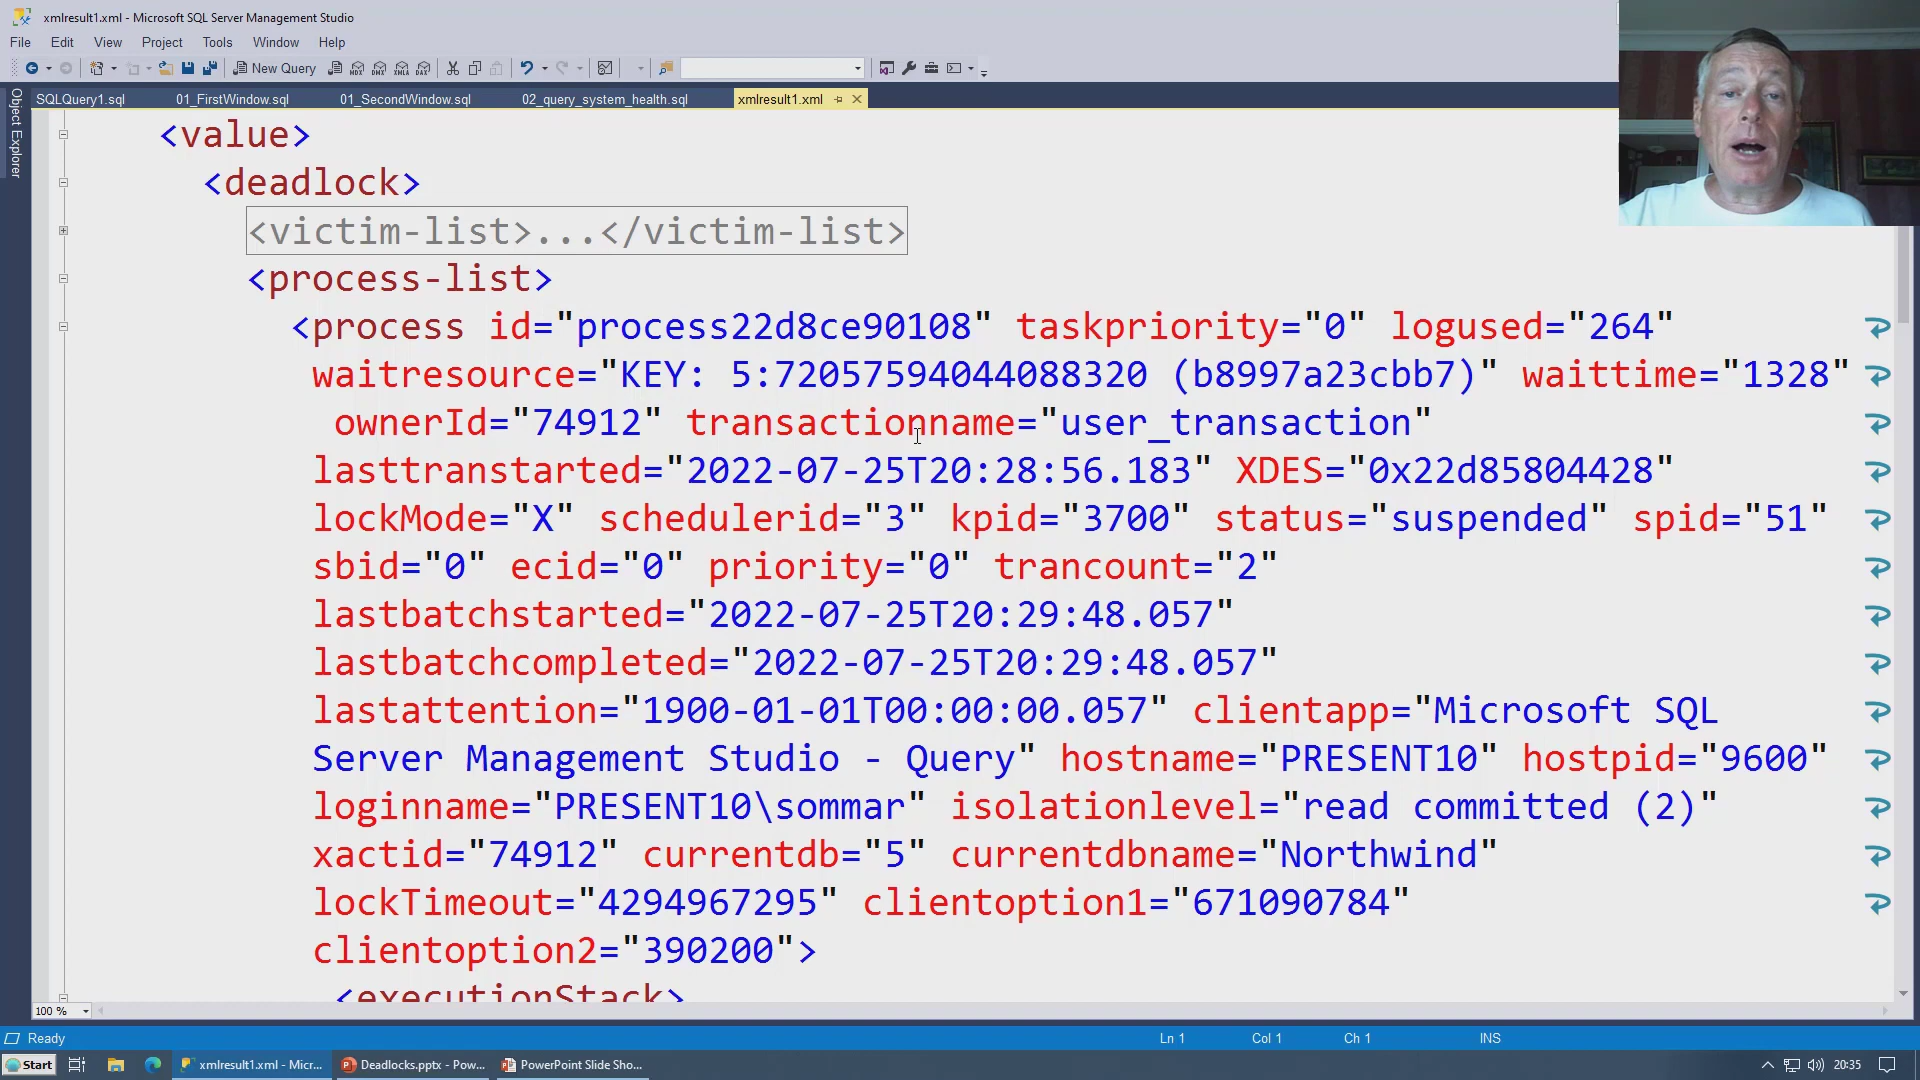 xmlresult1.xml - Microsoft SQL Server Management Studio
File Edit View Project Tools Window Help
New Query
Object Explorer
SQLQuery1.sql 01_FirstWindow.sql 01_SecondWindow.sql 02_query_system_health.sql xmlresult1.xml
<value>
<deadlock>
<victim-list>...</victim-list>
<process-list>
<process id="process22d8ce90108" taskpriority="0" logused="264"
waitresource="KEY: 5:72057594044088320 (b8997a23cbb7)" waittime="1328"
ownerId="74912" transactionname="user_transaction"
lasttranstarted="2022-07-25T20:28:56.183" XDES="0x22d85804428"
lockMode="X" schedulerid="3" kpid="3700" status="suspended" spid="51"
sbid="0" ecid="0" priority="0" trancount="2"
lastbatchstarted="2022-07-25T20:29:48.057"
lastbatchcompleted="2022-07-25T20:29:48.057"
lastattention="1900-01-01T00:00:00.057" clientapp="Microsoft SQL
Server Management Studio - Query" hostname="PRESENT10" hostpid="9600"
loginname="PRESENT10\sommar" isolationlevel="read committed (2)"
xactid="74912" currentdb="5" currentdbname="Northwind"
lockTimeout="4294967295" clientoption1="671090784"
clientoption2="390200">
<executionStack>
100 %
Ready Ln 1 Col 1 Ch 1 INS
Start xmlresult1.xml - Micr... Deadlocks.pptx - Pow... PowerPoint Slide Sho... 20:35